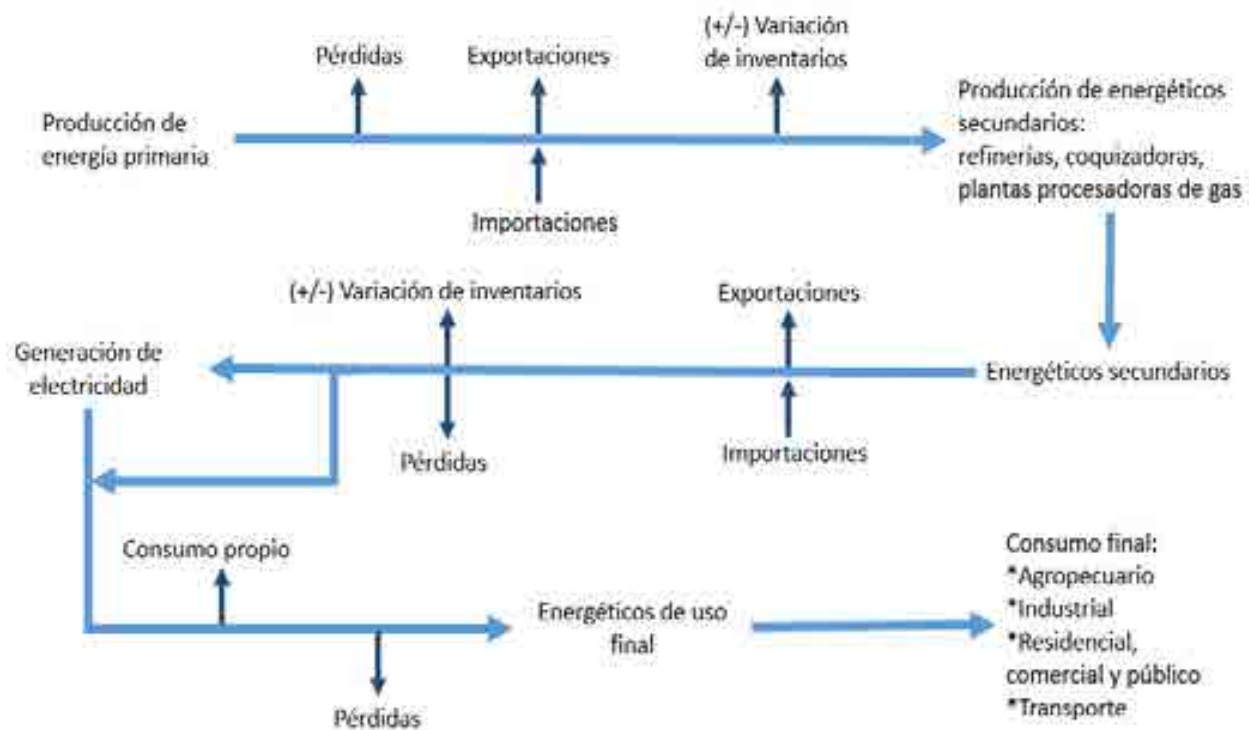 Pérdidas
Exportaciones
(+/-) Variación
de inventarios
Producción de
energía primaria
Importaciones
Producción de energéticos
secundarios:
refinerías, coquizadoras,
plantas procesadoras de gas
(+/-) Variación de inventarios
Exportaciones
Generación de
electricidad
Energéticos secundarios
Pérdidas
Importaciones
Consumo propio
Energéticos de uso
final
Pérdidas
Consumo final:
*Agropecuario
*Industrial
*Residencial,
comercial y público
*Transporte